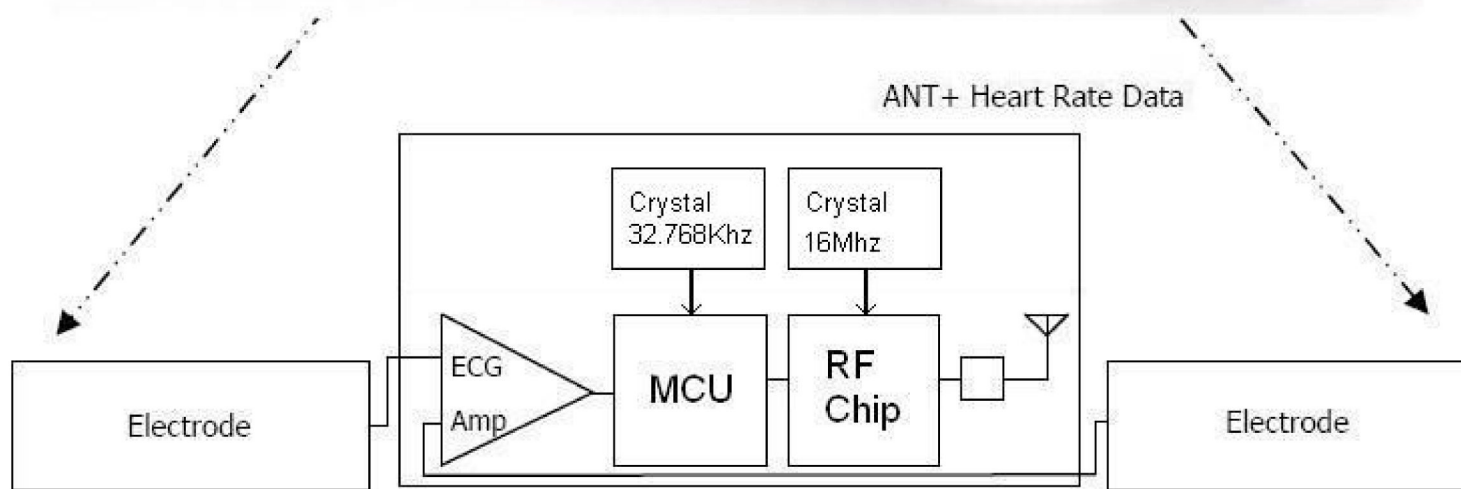 ANT+ Heart Rate Data
Crystal
32.768Khz
Crystal
16Mhz
ECG
Amp
MCU
RF
Chip
Electrode
Electrode